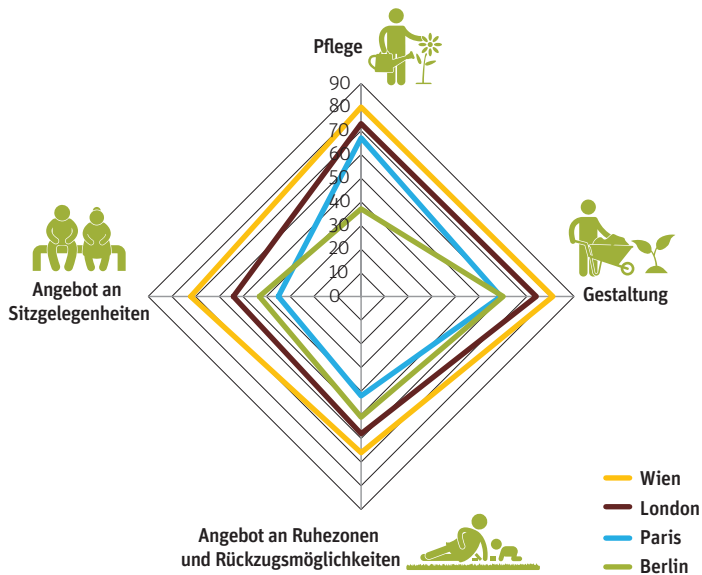 Pflege
90
80
70
60
50
40
30
20
10
0
Gestaltung
Angebot an
Sitzgelegenheiten
Angebot an Ruhezonen
und Rückzugsmöglichkeiten
Wien
London
Paris
Berlin